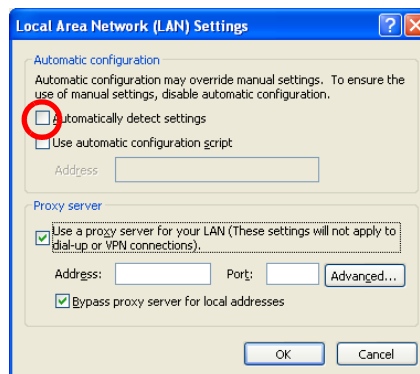 Local Area Network (LAN) Settings
Automatic configuration
Automatic configuration may override manual settings. To ensure the
use of manual settings, disable automatic configuration.
Automatically detect settings
Use automatic configuration script
Address
Proxy server
Use a proxy server for your LAN (These settings will not apply to
dial-up or VPN connections).
Address:
Port:
Advanced...
Bypass proxy server for local addresses
OK
Cancel